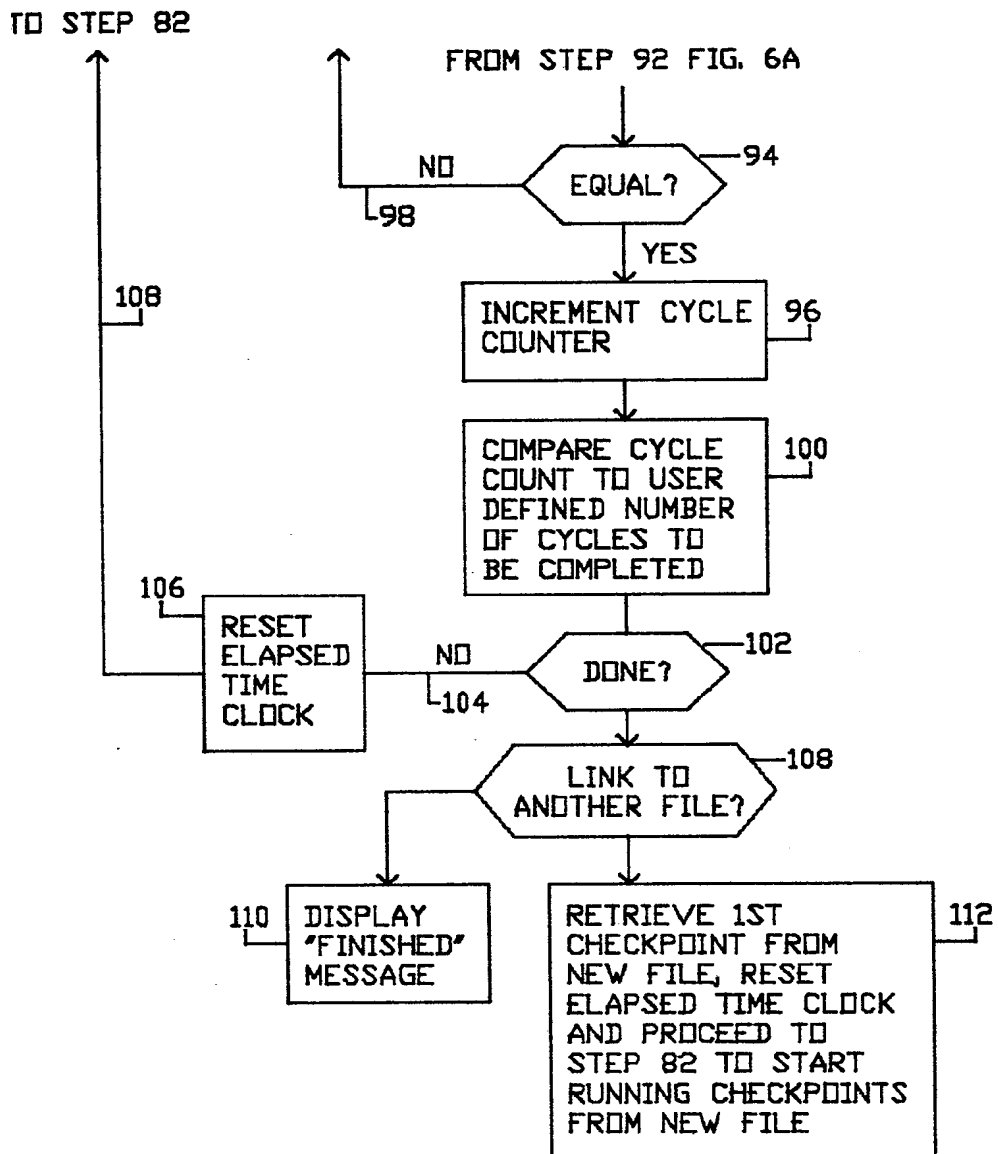 TO STEP 82
FROM STEP 92 FIG. 6A
94
NO
EQUAL?
98
YES
108
INCREMENT CYCLE
COUNTER
96
COMPARE CYCLE
COUNT TO USER
DEFINED NUMBER
OF CYCLES TO
BE COMPLETED
100
106
RESET
ELAPSED
TIME
CLOCK
NO
104
DONE?
102
LINK TO
ANOTHER FILE?
108
110
DISPLAY
"FINISHED"
MESSAGE
RETRIEVE 1ST
CHECKPOINT FROM
NEW FILE, RESET
ELAPSED TIME CLOCK
AND PROCEED TO
STEP 82 TO START
RUNNING CHECKPOINTS
FROM NEW FILE
112